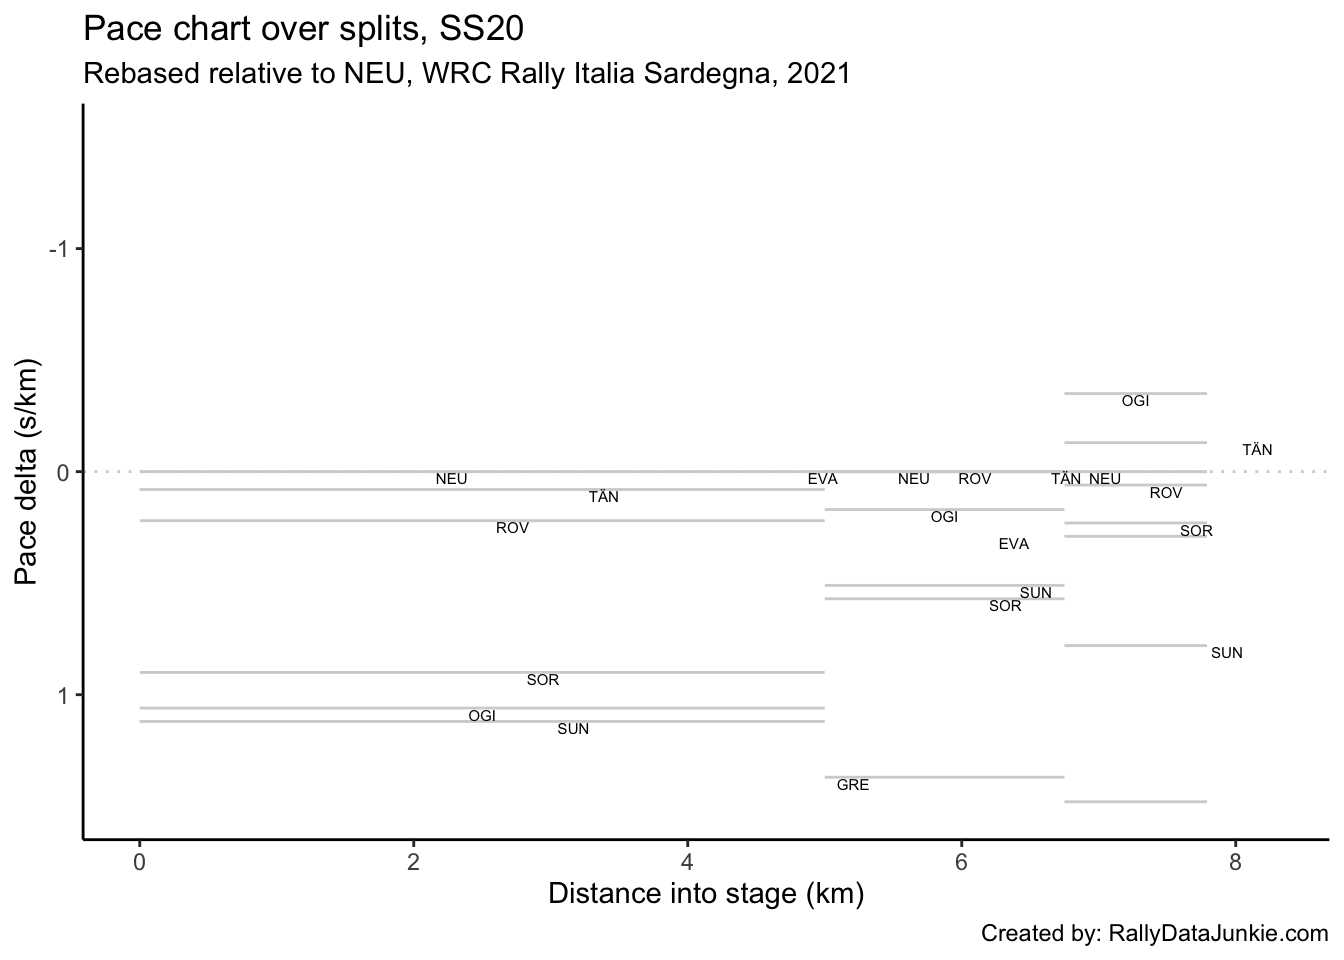 Pace chart over splits, SS20
Rebased relative to NEU, WRC Rally Italia Sardegna, 2021
Pace delta (s/km)
-1
0
1
OGI
TÄN
NEU EVA NEU ROV TÄN NEU
TÄN ROV
OGI
ROV SOR
EVA
SUN
SOR
SUN
SOR
OGI
SUN
GRE
0 2 4 6 8
Distance into stage (km)
Created by: RallyDataJunkie.com